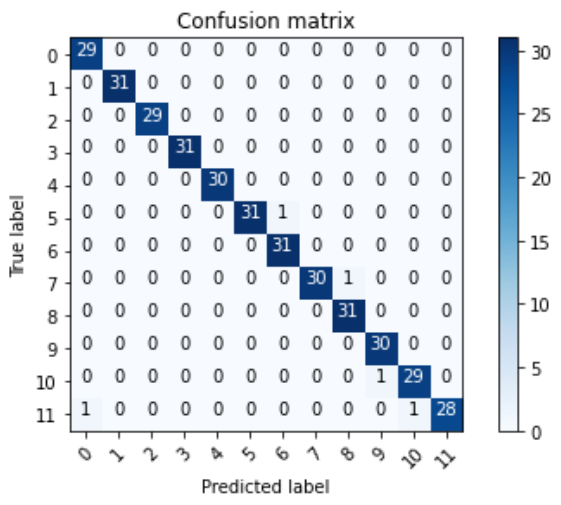 Confusion matrix
0 29 0 0 0 0 0 0 0 0 0 0 0
1 0 31 0 0 0 0 0 0 0 0 0 0
2 0 0 29 0 0 0 0 0 0 0 0 0
3 0 0 0 31 0 0 0 0 0 0 0 0
4 0 0 0 0 30 0 0 0 0 0 0 0
5 0 0 0 0 0 31 1 0 0 0 0 0
6 0 0 0 0 0 0 31 0 0 0 0 0
7 0 0 0 0 0 0 0 30 1 0 0 0
8 0 0 0 0 0 0 0 0 31 0 0 0
9 0 0 0 0 0 0 0 0 0 30 0 0
10 0 0 0 0 0 0 0 0 0 1 29 0
11 1 0 0 0 0 0 0 0 0 0 1 28
0 1 2 3 4 5 6 7 8 9 10 11
Predicted label
True label
30
25
20
15
10
5
0